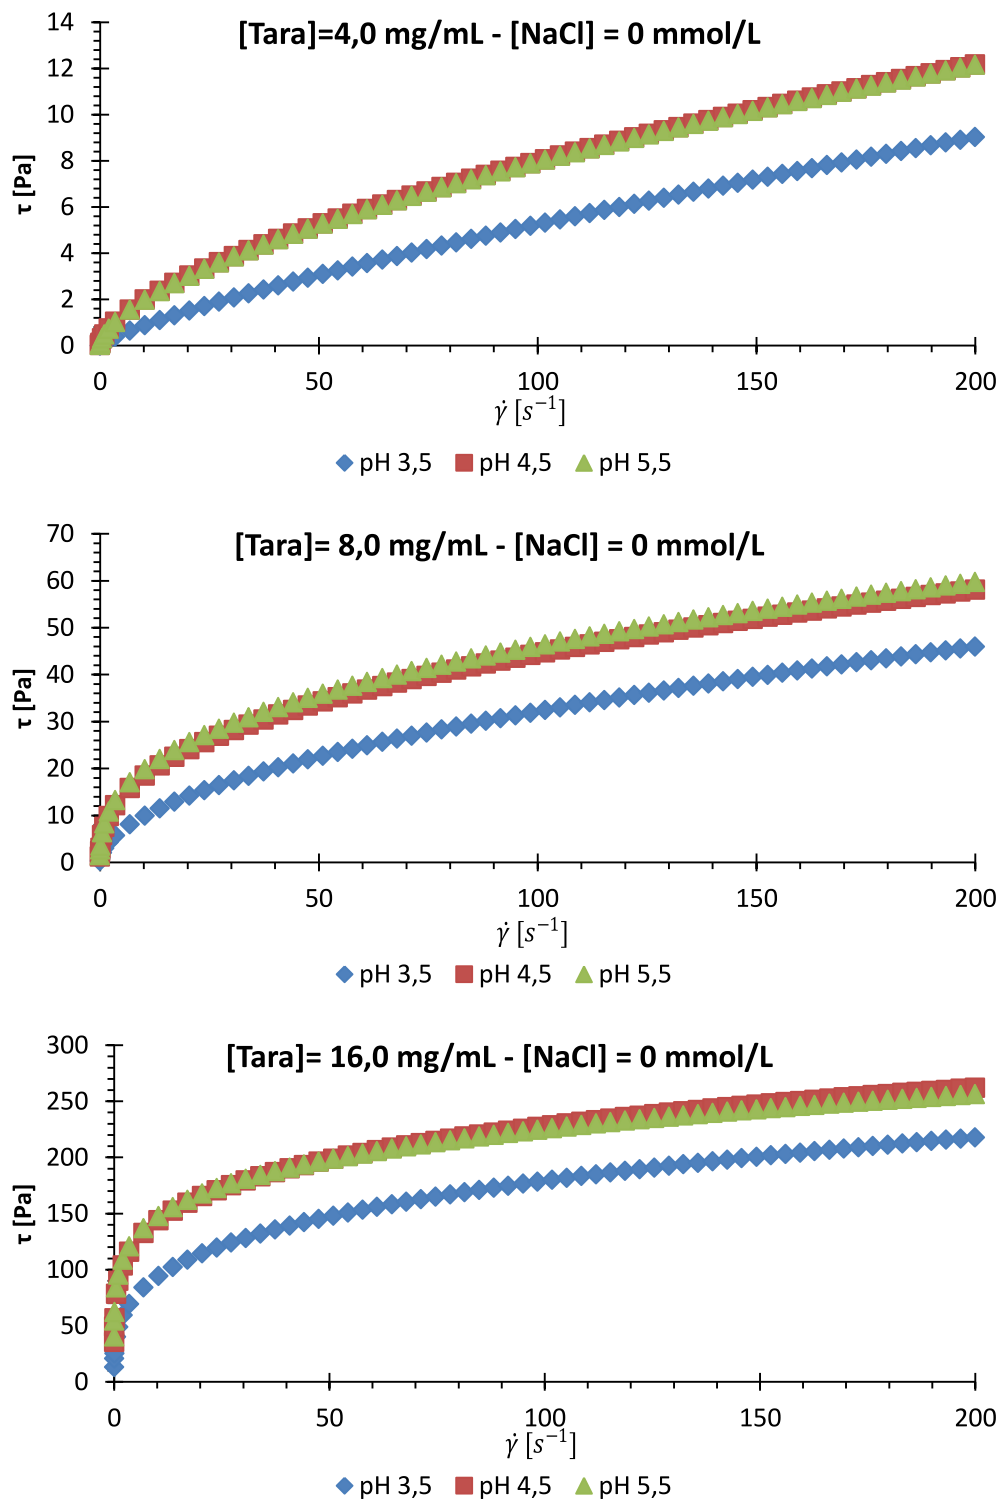 [Tara]=4,0 mg/mL - [NaCl] = 0 mmol/L
τ [Pa]
14
12
10
8
6
4
2
0
0 50 100 150 200
γ̇ [s⁻¹]
pH 3,5 pH 4,5 pH 5,5
[Tara]= 8,0 mg/mL - [NaCl] = 0 mmol/L
τ [Pa]
70
60
50
40
30
20
10
0
0 50 100 150 200
γ̇ [s⁻¹]
pH 3,5 pH 4,5 pH 5,5
[Tara]= 16,0 mg/mL - [NaCl] = 0 mmol/L
τ [Pa]
300
250
200
150
100
50
0
0 50 100 150 200
γ̇ [s⁻¹]
pH 3,5 pH 4,5 pH 5,5